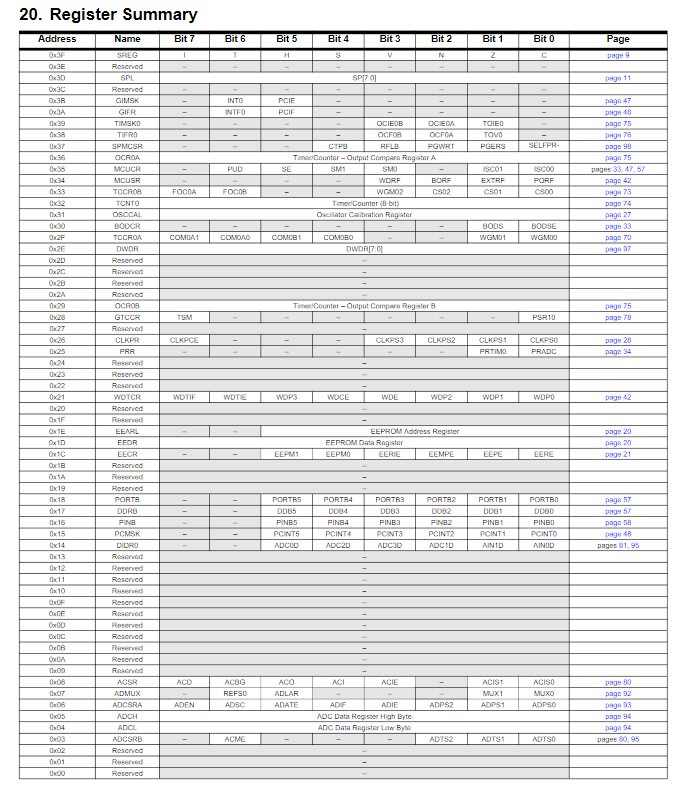 20. Register Summary
Address Name Bit 7 Bit 6 Bit 5 Bit 4 Bit 3 Bit 2 Bit 1 Bit 0 Page
0x3F SREG I T H S V N Z C page 9
0x3E Reserved – – – – – – – –
0x3D SPL SP[7:0] page 11
0x3C Reserved – – – – – – – –
0x3B GIMSK – INT0 PCIE – – – – – page 47
0x3A GIFR – INTF0 PCIF – – – – – page 48
0x39 TIMSK0 – – – – OCIE0B OCIE0A TOIE0 – page 75
0x38 TIFR0 – – – – OCF0B OCF0A TOV0 – page 76
0x37 SPMCSR – – – CTPB RFLB PGWRT PGERS SELFPR- page 98
0x36 OCR0A Timer/Counter – Output Compare Register A page 75
0x35 MCUCR – PUD SE SM1 SM0 – ISC01 ISC00 pages 33, 47, 57
0x34 MCUSR – – – – WDRF BORF EXTRF PORF page 42
0x33 TCCR0B FOC0A FOC0B – – WGM02 CS02 CS01 CS00 page 73
0x32 TCNT0 Timer/Counter (8-bit) page 74
0x31 OSCCAL Oscillator Calibration Register page 27
0x30 BODCR – – – – – – BODS BODSE page 33
0x2F TCCR0A COM0A1 COM0A0 COM0B1 COM0B0 – – WGM01 WGM00 page 70
0x2E DWDR DWDR[7:0] page 97
0x2D Reserved –
0x2C Reserved –
0x2B Reserved –
0x2A Reserved –
0x29 OCR0B Timer/Counter – Output Compare Register B page 75
0x28 GTCCR TSM – – – – – – PSR10 page 78
0x27 Reserved –
0x26 CLKPR CLKPCE – – – CLKPS3 CLKPS2 CLKPS1 CLKPS0 page 28
0x25 PRR – – – – – – PRTIM0 PRADC page 34
0x24 Reserved –
0x23 Reserved –
0x22 Reserved –
0x21 WDTCR WDTIF WDTIE WDP3 WDCE WDE WDP2 WDP1 WDP0 page 42
0x20 Reserved –
0x1F Reserved –
0x1E EEARL – – EEPROM Address Register page 20
0x1D EEDR EEPROM Data Register page 20
0x1C EECR – – EEPM1 EEPM0 EERIE EEMPE EEPE EERE page 21
0x1B Reserved –
0x1A Reserved –
0x19 Reserved –
0x18 PORTB – – PORTB5 PORTB4 PORTB3 PORTB2 PORTB1 PORTB0 page 57
0x17 DDRB – – DDB5 DDB4 DDB3 DDB2 DDB1 DDB0 page 57
0x16 PINB – – PINB5 PINB4 PINB3 PINB2 PINB1 PINB0 page 58
0x15 PCMSK – – PCINT5 PCINT4 PCINT3 PCINT2 PCINT1 PCINT0 page 48
0x14 DIDR0 – – ADC0D ADC2D ADC3D ADC1D AIN1D AIN0D pages 81, 95
0x13 Reserved –
0x12 Reserved –
0x11 Reserved –
0x10 Reserved –
0x0F Reserved –
0x0E Reserved –
0x0D Reserved –
0x0C Reserved –
0x0B Reserved –
0x0A Reserved –
0x09 Reserved –
0x08 ACSR ACD ACBG ACO ACI ACIE – ACIS1 ACIS0 page 80
0x07 ADMUX – REFS0 ADLAR – – – MUX1 MUX0 page 92
0x06 ADCSRA ADEN ADSC ADATE ADIF ADIE ADPS2 ADPS1 ADPS0 page 93
0x05 ADCH ADC Data Register High Byte page 94
0x04 ADCL ADC Data Register Low Byte page 94
0x03 ADCSRB – ACME – – – ADTS2 ADTS1 ADTS0 pages 80, 95
0x02 Reserved –
0x01 Reserved –
0x00 Reserved –